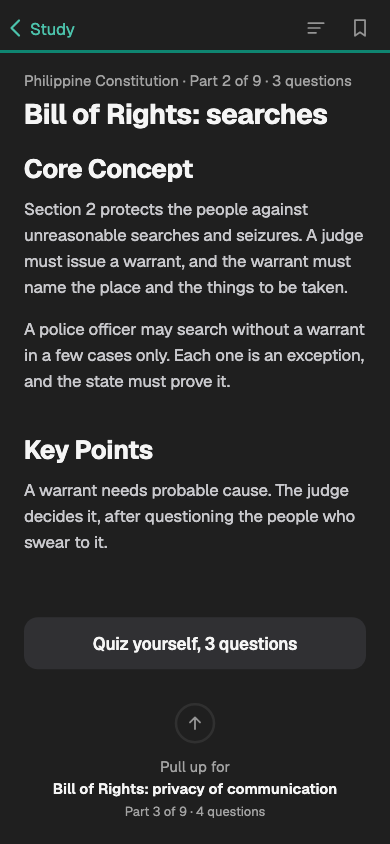 Study
Philippine Constitution · Part 2 of 9 · 3 questions
Bill of Rights: searches
Core Concept
Section 2 protects the people against
unreasonable searches and seizures. A judge
must issue a warrant, and the warrant must
name the place and the things to be taken.
A police officer may search without a warrant
in a few cases only. Each one is an exception,
and the state must prove it.
Key Points
A warrant needs probable cause. The judge
decides it, after questioning the people who
swear to it.
Quiz yourself, 3 questions
Pull up for
Bill of Rights: privacy of communication
Part 3 of 9 · 4 questions